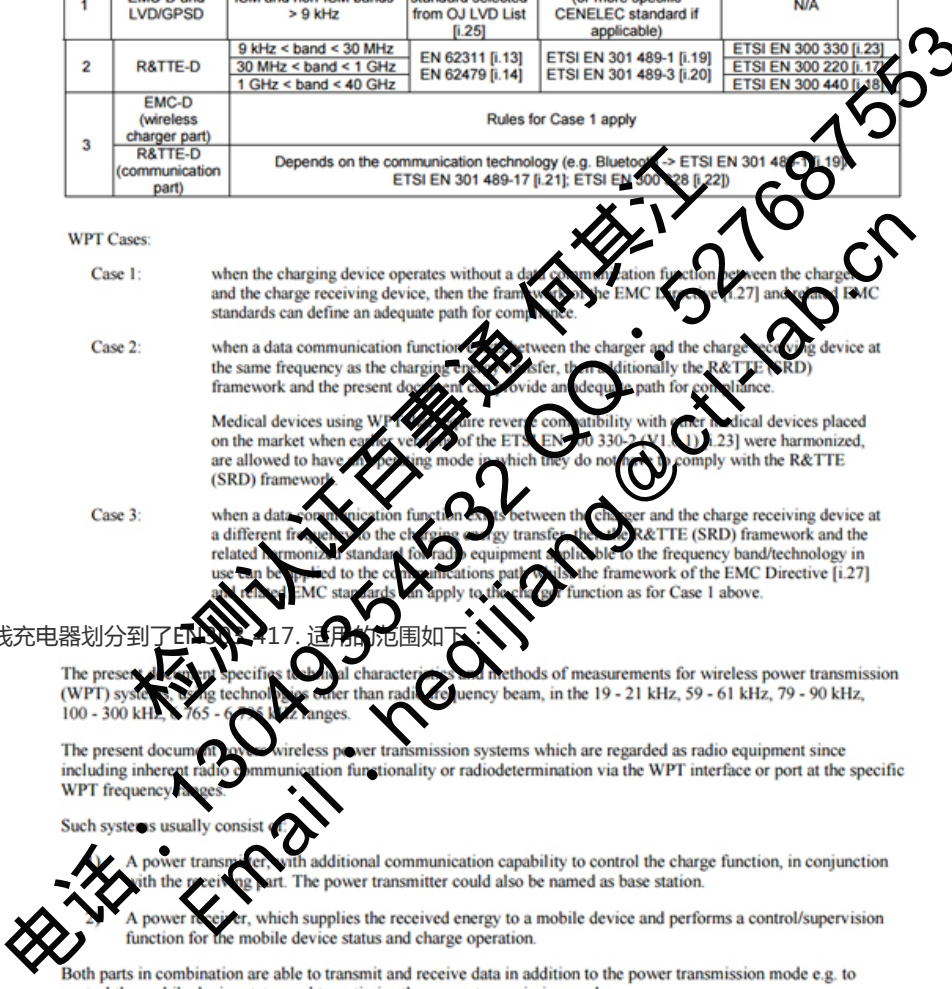 1 EMC-D and LVD/GPSD > 9 kHz from OJ LVD List [i.25] CENELEC standard if applicable) N/A
2 R&TTE-D
9 kHz < band < 30 MHz
30 MHz < band < 1 GHz
1 GHz < band < 40 GHz
EN 62311 [i.13]
EN 62479 [i.14]
ETSI EN 301 489-1 [i.19]
ETSI EN 301 489-3 [i.20]
ETSI EN 300 330 [i.23]
ETSI EN 300 220 [i.17]
ETSI EN 300 440 [i.18]
3
EMC-D
(wireless
charger part)
Rules for Case 1 apply
R&TTE-D
(communication
part)
Depends on the communication technology (e.g. Bluetooth -> ETSI EN 301 489-1 [i.19]
ETSI EN 301 489-17 [i.21]; ETSI EN 300 328 [i.22])
WPT Cases:
Case 1: when the charging device operates without a data communication function between the charger
and the charge receiving device, then the framework of the EMC Directive [i.27] and related EMC
standards can define an adequate path for compliance.
Case 2: when a data communication function exists between the charger and the charge receiving device at
the same frequency as the charging energy transfer, then additionally the R&TTE (SRD)
framework and the present document can provide an adequate path for compliance.
Medical devices using WPT require reverse compatibility with other medical devices placed
on the market when earlier versions of the ETSI EN 300 330-2 [i.23] were harmonized,
are allowed to have an operating mode in which they do not have to comply with the R&TTE
(SRD) framework.
Case 3: when a data communication function exists between the charger and the charge receiving device at
a different frequency to the charging energy transfer, then the R&TTE (SRD) framework and the
related harmonized standard for radio equipment applicable to the frequency band/technology in
use can be applied to the communications path whilst the framework of the EMC Directive [i.27]
and related EMC standards can apply to the charger function as for Case 1 above.
线充电器划分到了EN 303 417. 适用的范围如下：
The present document specifies technical characteristics and methods of measurements for wireless power transmission
(WPT) systems, using technologies other than radio frequency beam, in the 19 - 21 kHz, 59 - 61 kHz, 79 - 90 kHz,
100 - 300 kHz, 6 765 - 6 795 kHz ranges.
The present document covers wireless power transmission systems which are regarded as radio equipment since
including inherent radio communication functionality or radiodetermination via the WPT interface or port at the specific
WPT frequency ranges.
Such systems usually consist of:
1) A power transmitter, with additional communication capability to control the charge function, in conjunction
with the receiving part. The power transmitter could also be named as base station.
2) A power receiver, which supplies the received energy to a mobile device and performs a control/supervision
function for the mobile device status and charge operation.
Both parts in combination are able to transmit and receive data in addition to the power transmission mode e.g. to
检测认证百事通 何其江
电话：13049354532 QQ：527687553
Email：heqijiang@cti-lab.cn